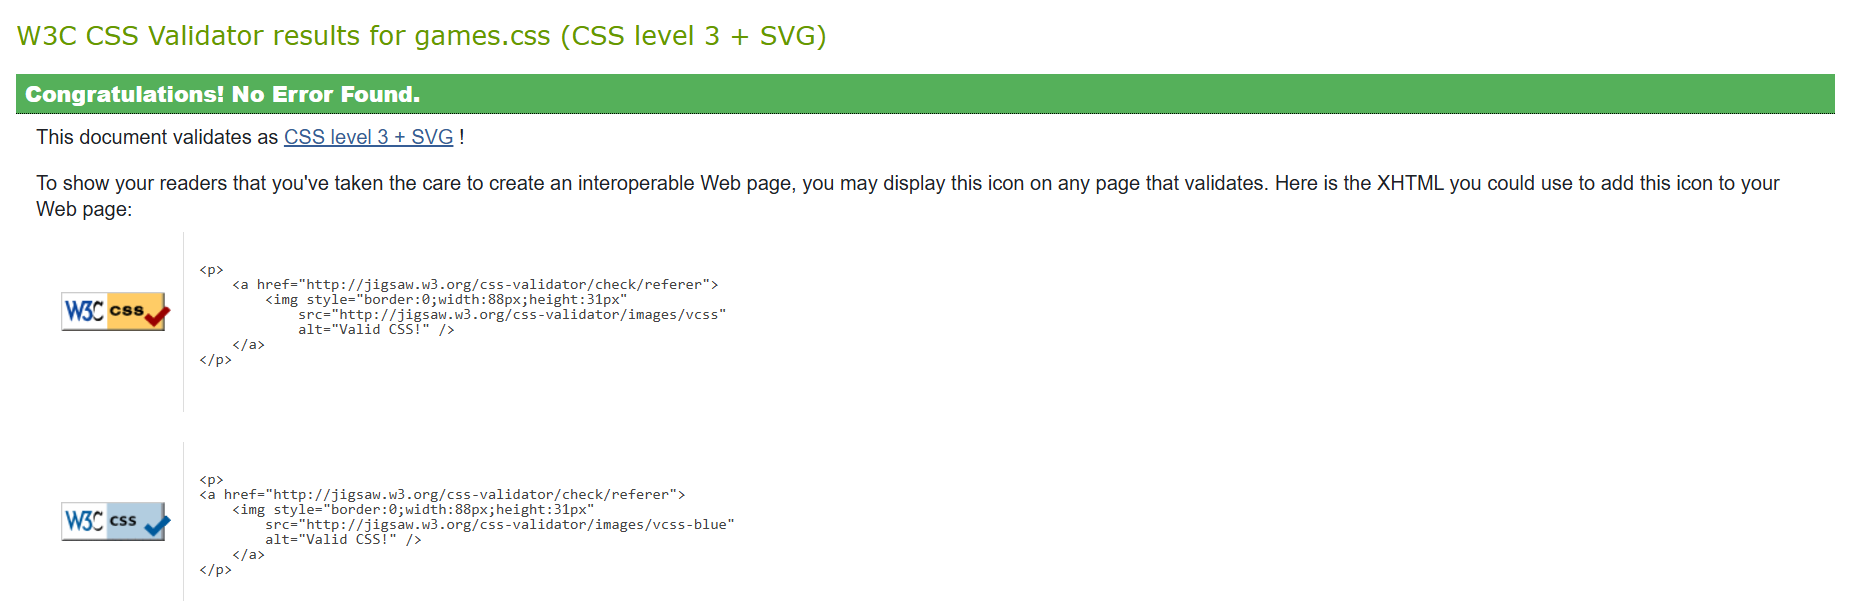 W3C CSS Validator results for games.css (CSS level 3 + SVG)
Congratulations! No Error Found.
This document validates as CSS level 3 + SVG !
To show your readers that you've taken the care to create an interoperable Web page, you may display this icon on any page that validates. Here is the XHTML you could use to add this icon to your
Web page:
W3C css
<p>
    <a href="http://jigsaw.w3.org/css-validator/check/referer">
        <img style="border:0;width:88px;height:31px"
            src="http://jigsaw.w3.org/css-validator/images/vcss"
            alt="Valid CSS!" />
    </a>
</p>
W3C css
<p>
<a href="http://jigsaw.w3.org/css-validator/check/referer">
    <img style="border:0;width:88px;height:31px"
        src="http://jigsaw.w3.org/css-validator/images/vcss-blue"
        alt="Valid CSS!" />
    </a>
</p>